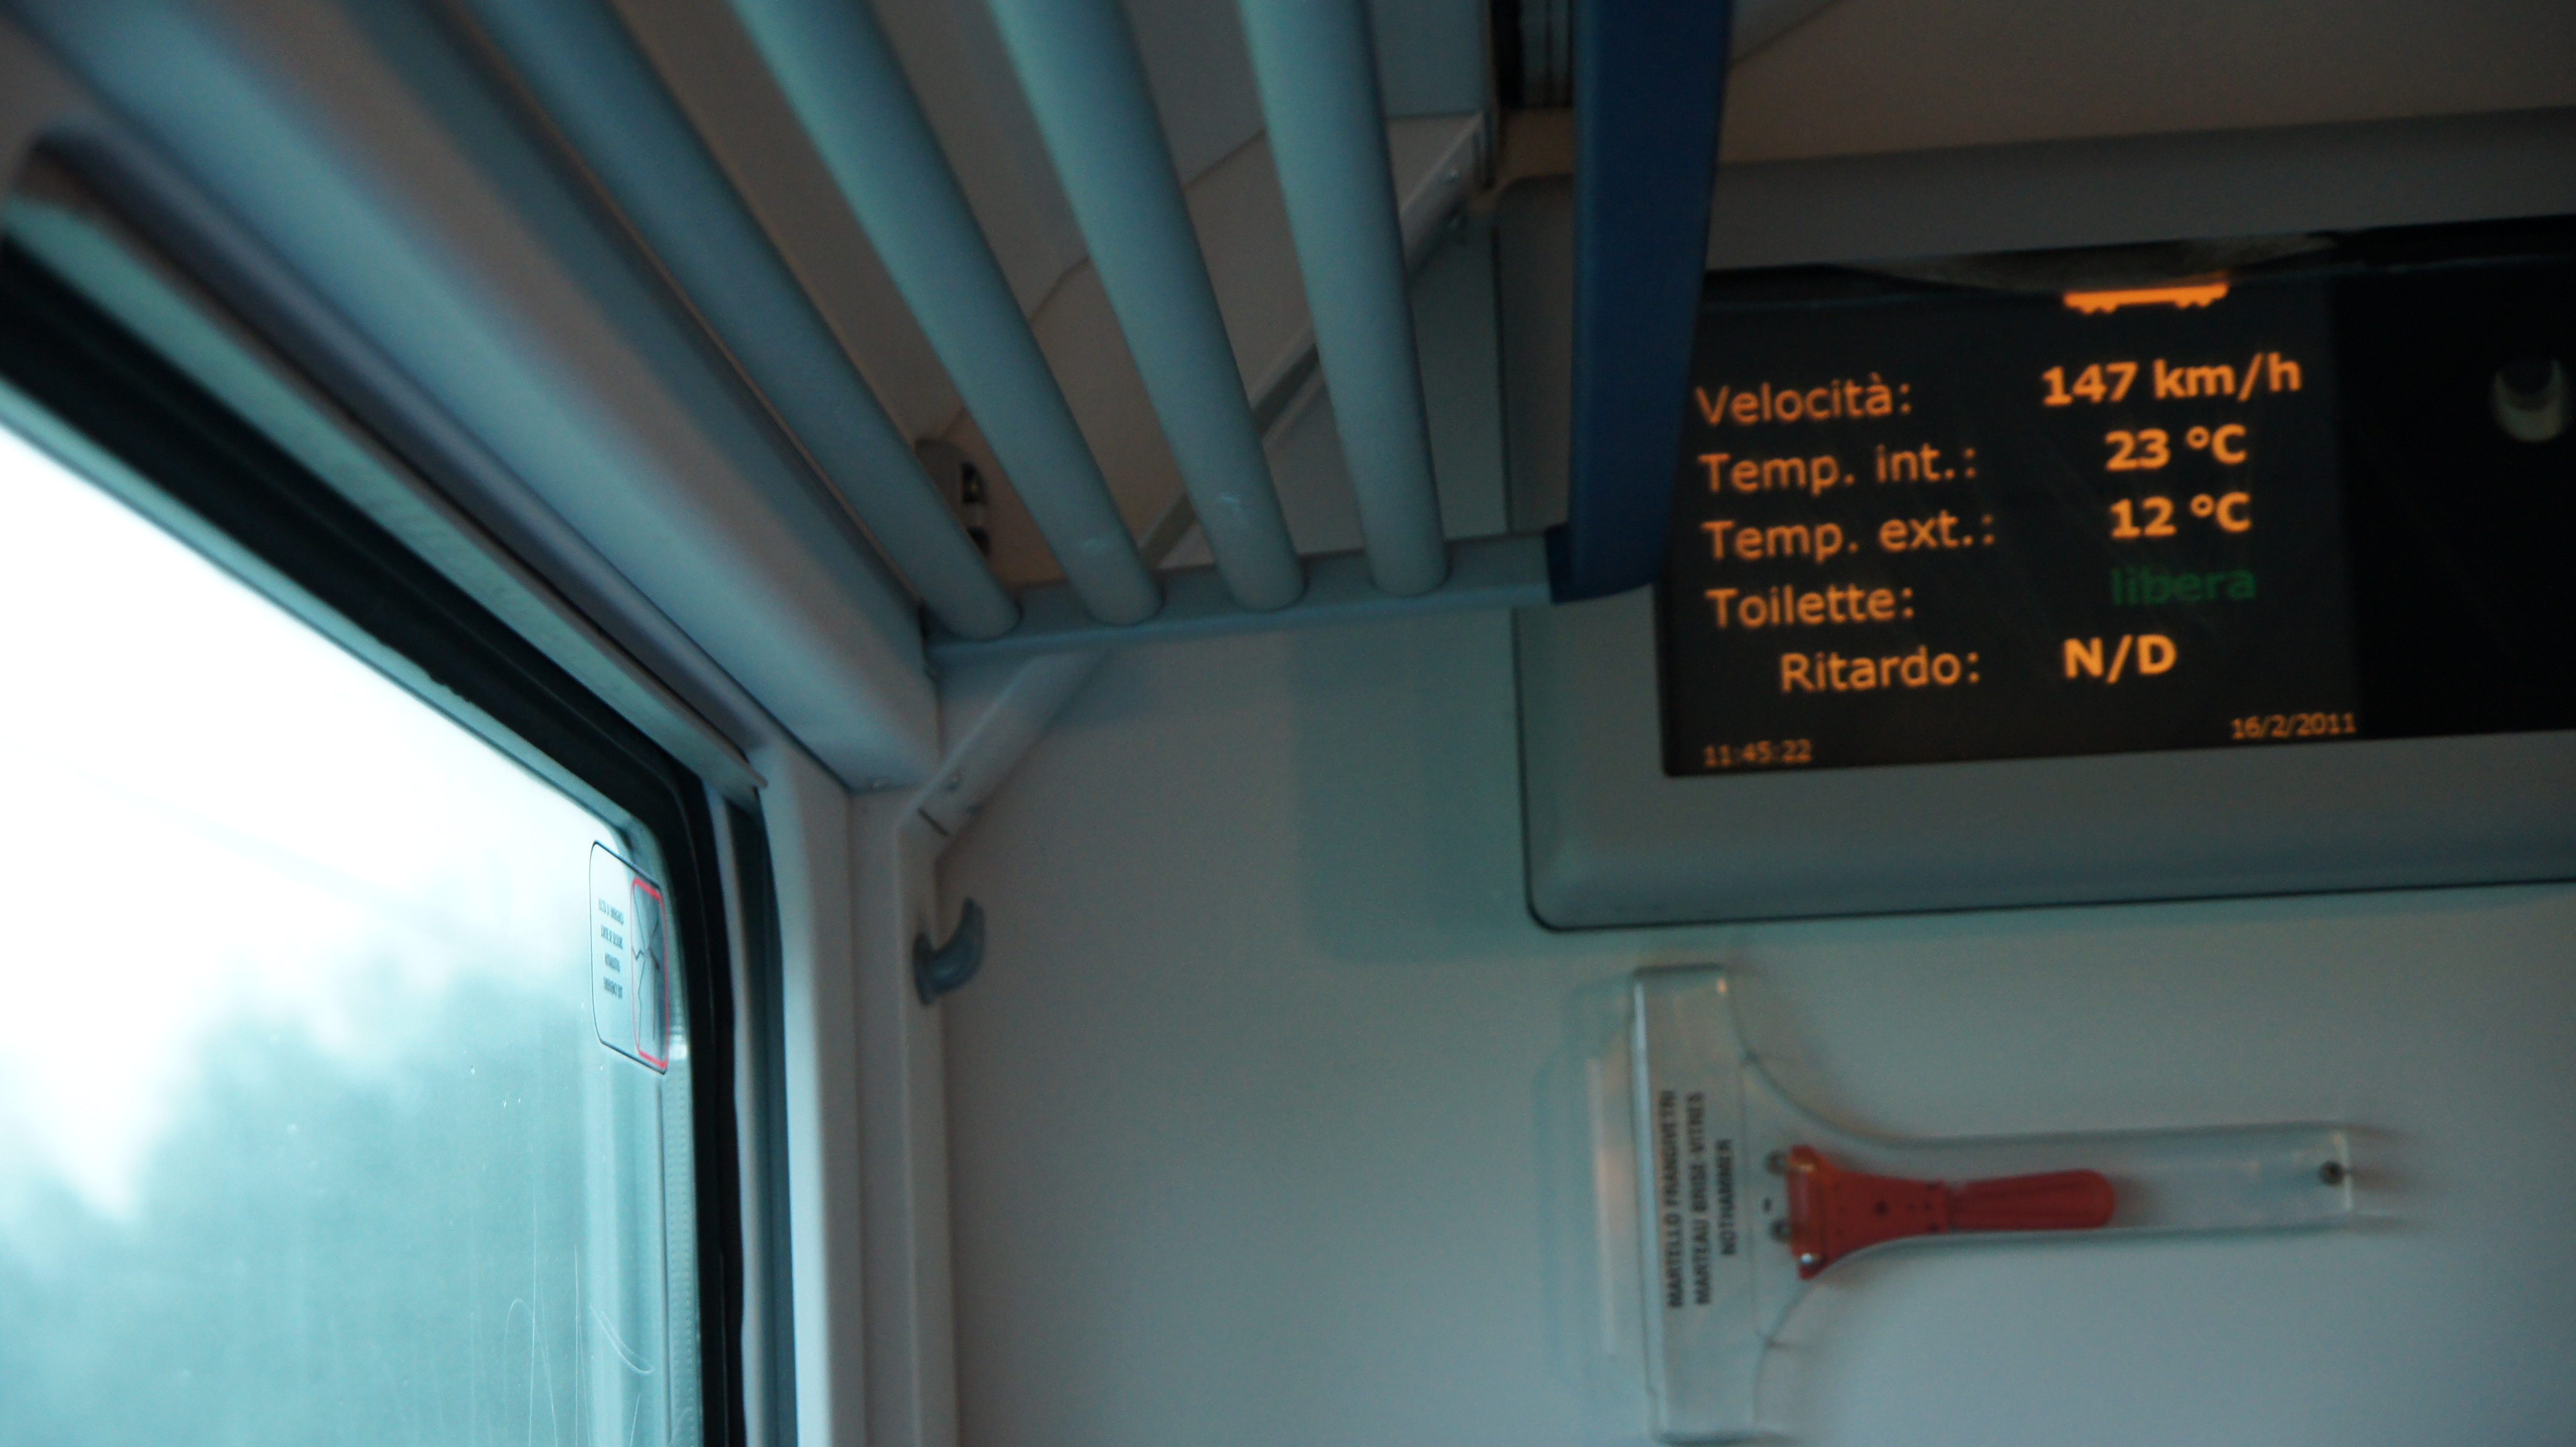 Velocità: 147 km/h
Temp. int.: 23 °C
Temp. ext.: 12 °C
Toilette: libera
Ritardo: N/D
11:45:22 16/2/2011
MARTELLO FRANGIVETRI
MARTEAU BRISE-VITRES
NOTHAMMER